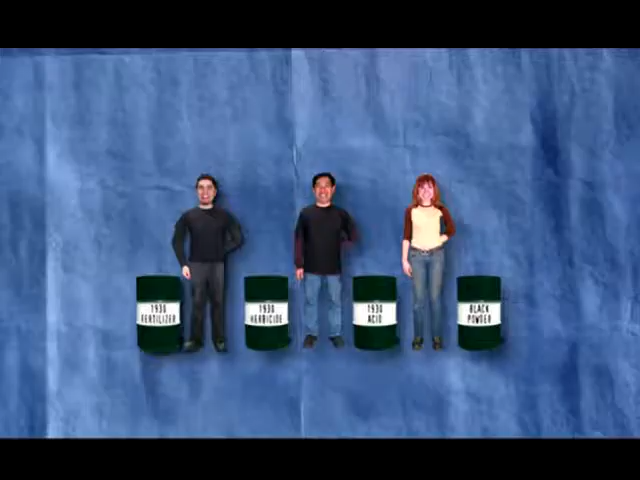 1930
FERTILIZER
1930
HERBICIDE
1930
ACID
BLACK
POWDER